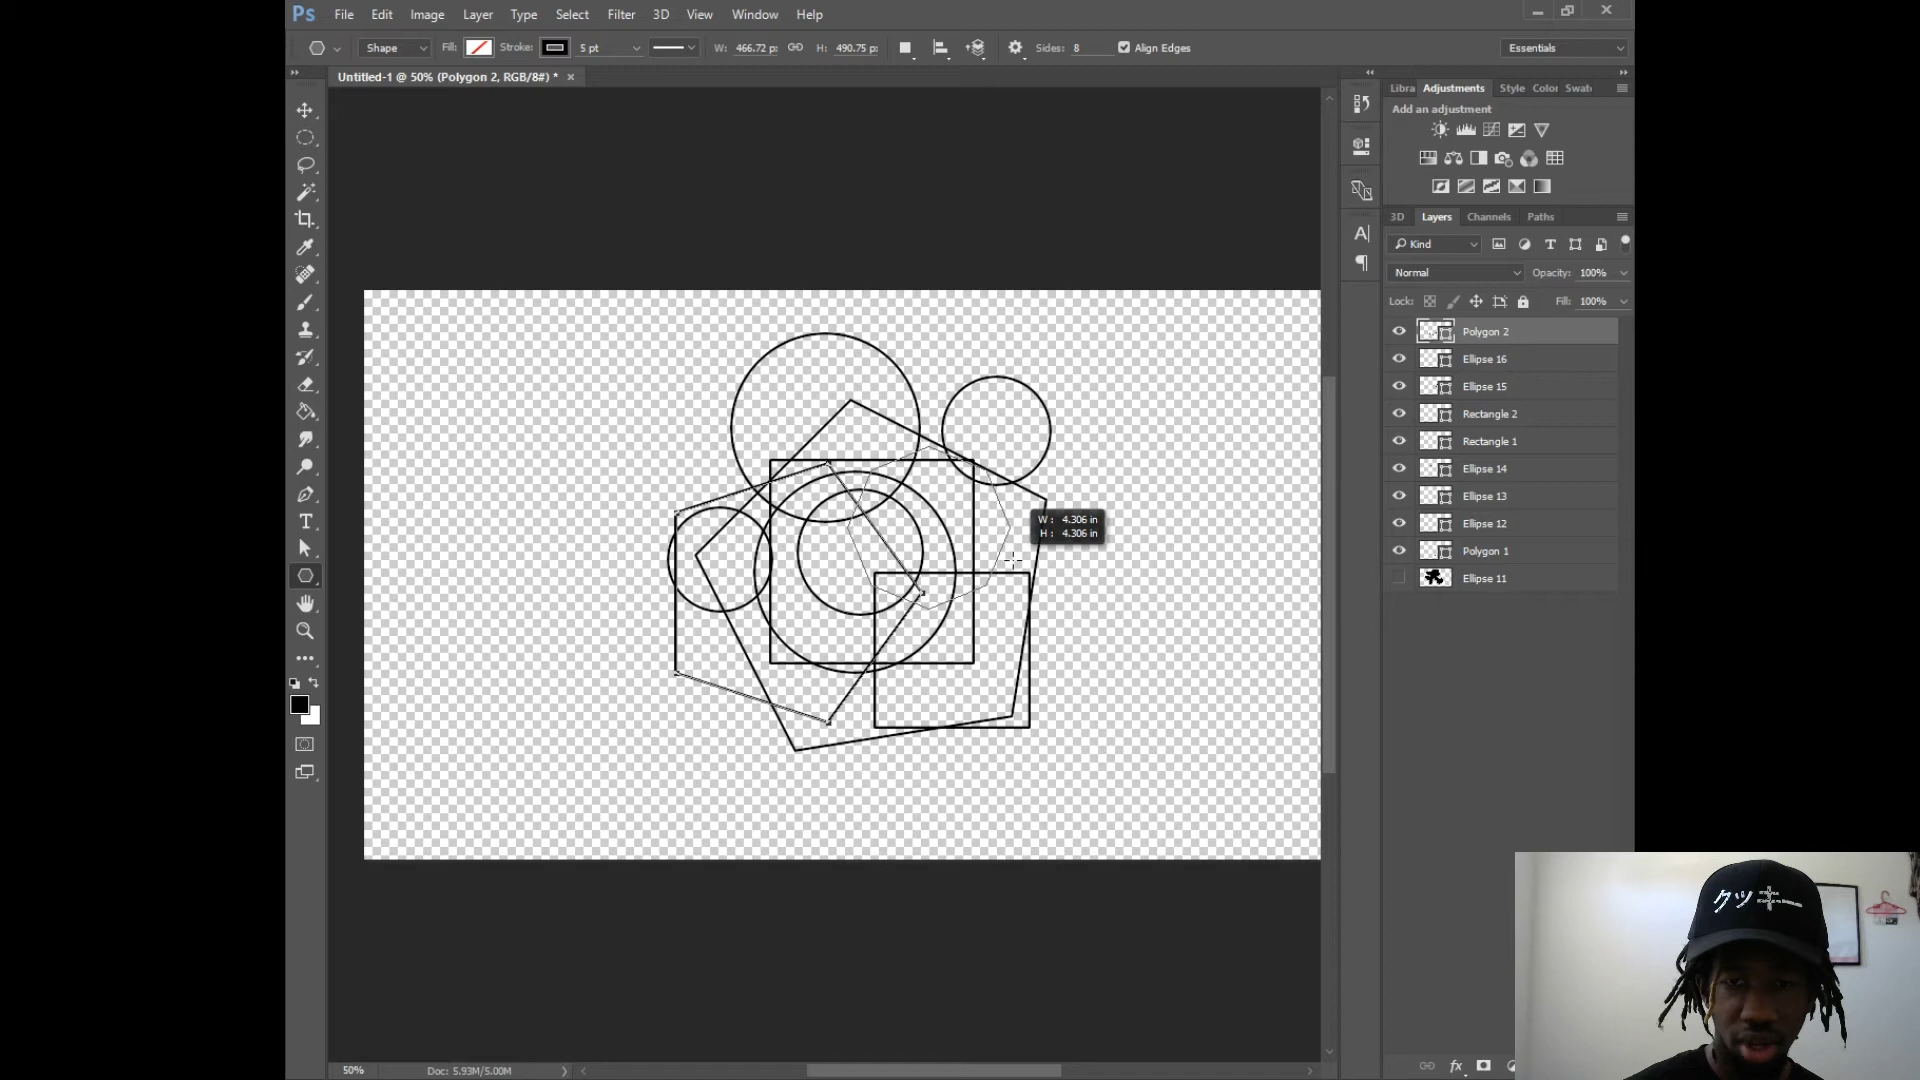 Ps File Edit Image Layer Type Select Filter 3D View Window Help
Shape Fill: Stroke: 5 pt W: 466.72 p: H: 490.75 p: Sides: 8 Align Edges Essentials
Untitled-1 @ 50% (Polygon 2, RGB/8#) *
Libra Adjustments Style Color Swat
Add an adjustment
3D Layers Channels Paths
Kind
Normal Opacity: 100%
Lock: Fill: 100%
Polygon 2
Ellipse 16
Ellipse 15
Rectangle 2
Rectangle 1
Ellipse 14
Ellipse 13
Ellipse 12
Polygon 1
Ellipse 11
W : 4.306 in
H : 4.306 in
50% Doc: 5.93M/5.00M
fx